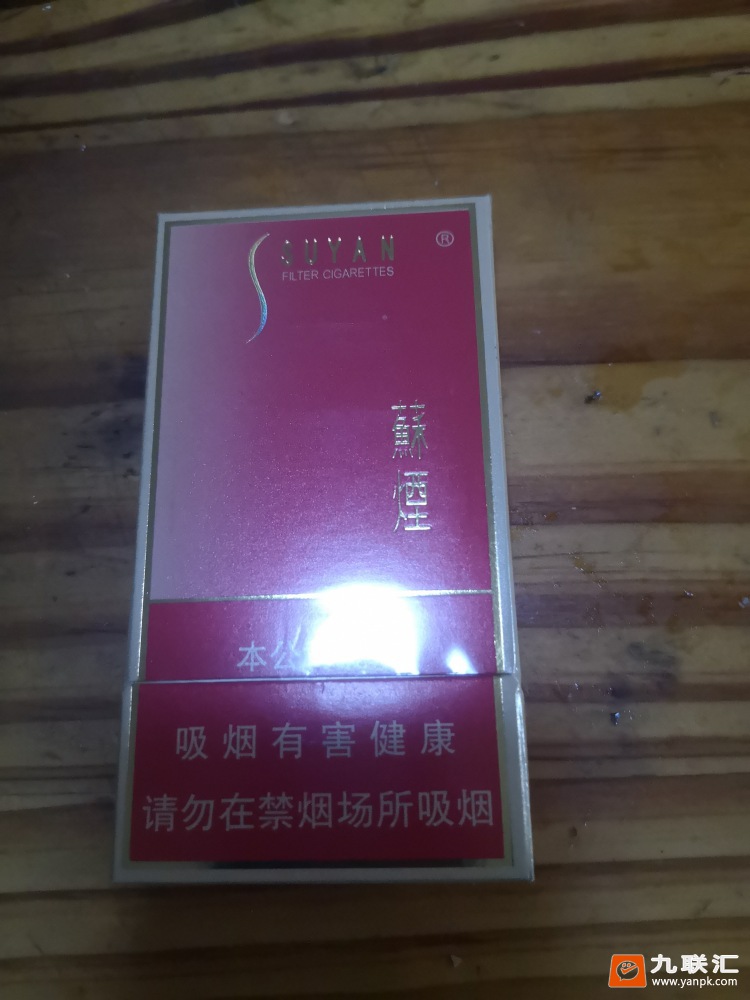 SUYAN ®
FILTER CIGARETTES
蘇
煙
本公
吸烟有害健康
请勿在禁烟场所吸烟
九联汇
www.yanpk.com